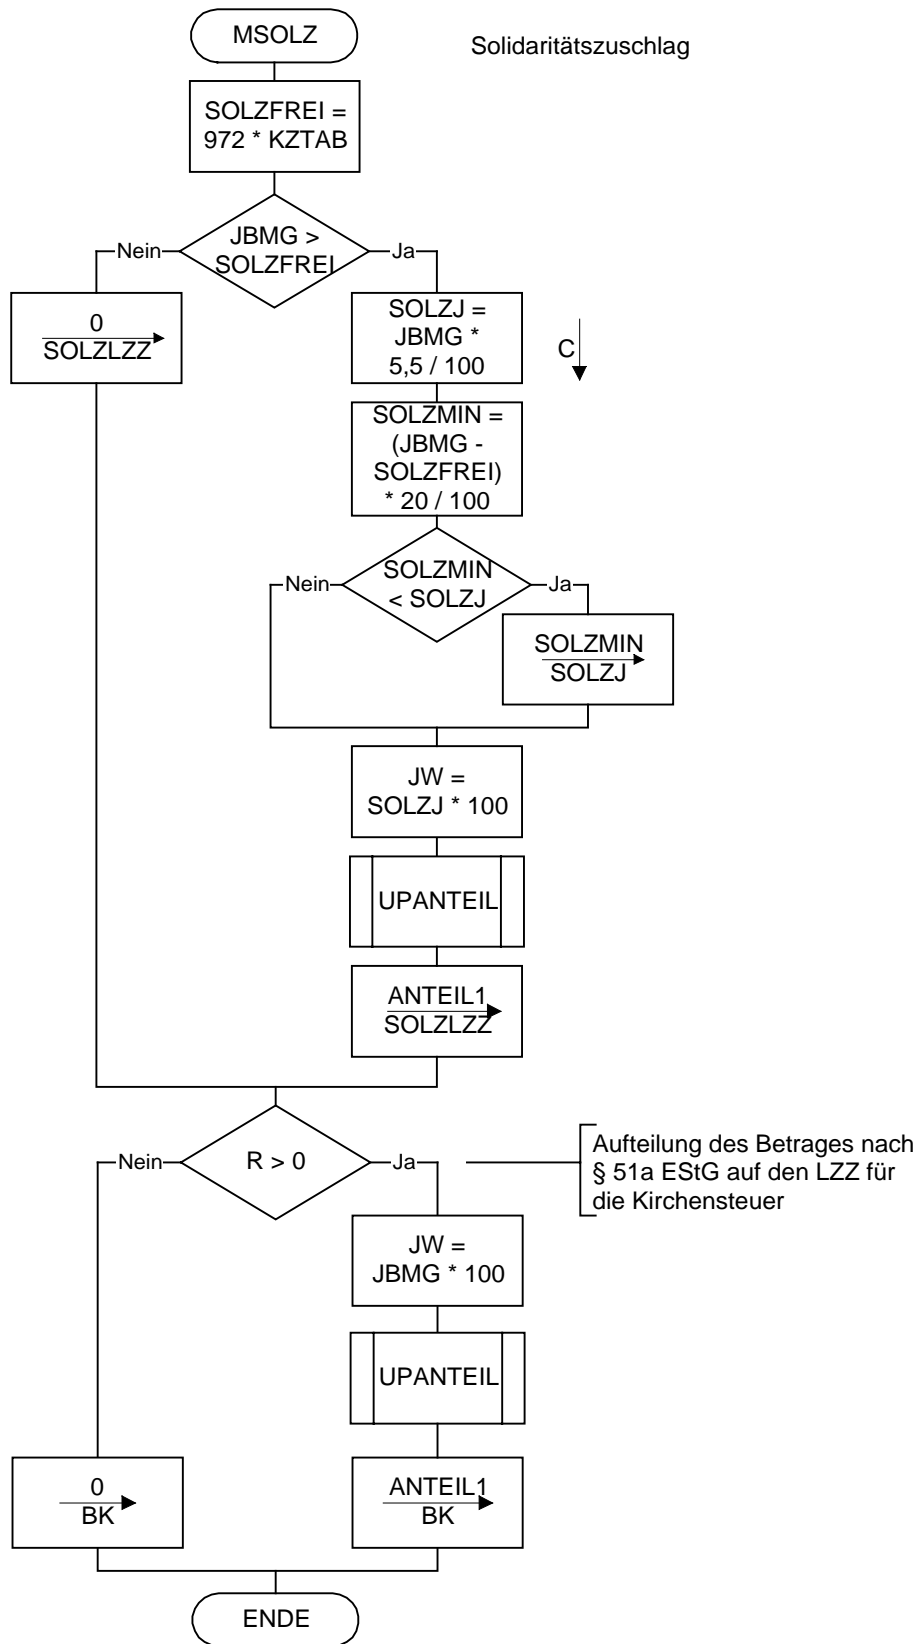 MSOLZ
Solidaritätszuschlag
SOLZFREI =
972 * KZTAB
JBMG >
SOLZFREI
Nein
Ja
0
SOLZLZZ
SOLZJ =
JBMG *
5,5 / 100
C
SOLZMIN =
(JBMG -
SOLZFREI)
* 20 / 100
SOLZMIN
< SOLZJ
Nein
Ja
SOLZMIN
SOLZJ
JW =
SOLZJ * 100
UPANTEIL
ANTEIL1
SOLZLZZ
R > 0
Nein
Ja
Aufteilung des Betrages nach
§ 51a EStG auf den LZZ für
die Kirchensteuer
JW =
JBMG * 100
UPANTEIL
0
BK
ANTEIL1
BK
ENDE